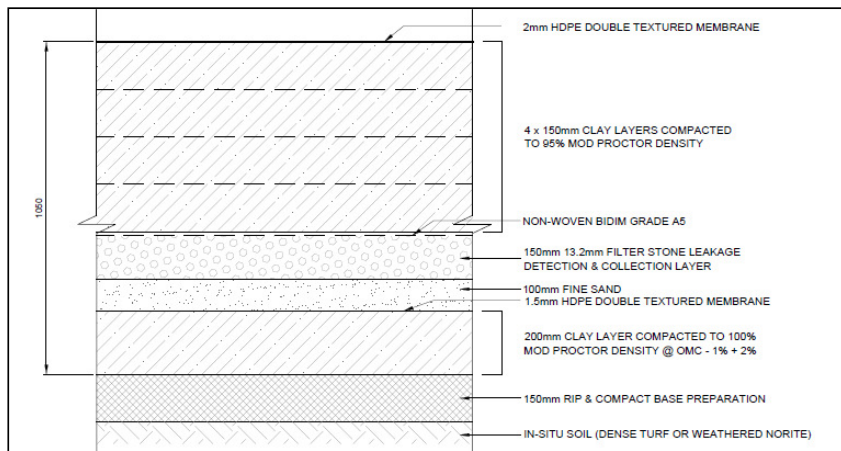 2mm HDPE DOUBLE TEXTURED MEMBRANE
4 x 150mm CLAY LAYERS COMPACTED
TO 95% MOD PROCTOR DENSITY
1050
NON-WOVEN BIDIM GRADE A5
150mm 13.2mm FILTER STONE LEAKAGE
DETECTION & COLLECTION LAYER
100mm FINE SAND
1.5mm HDPE DOUBLE TEXTURED MEMBRANE
200mm CLAY LAYER COMPACTED TO 100%
MOD PROCTOR DENSITY @ OMC - 1% + 2%
150mm RIP & COMPACT BASE PREPARATION
IN-SITU SOIL (DENSE TURF OR WEATHERED NORITE)